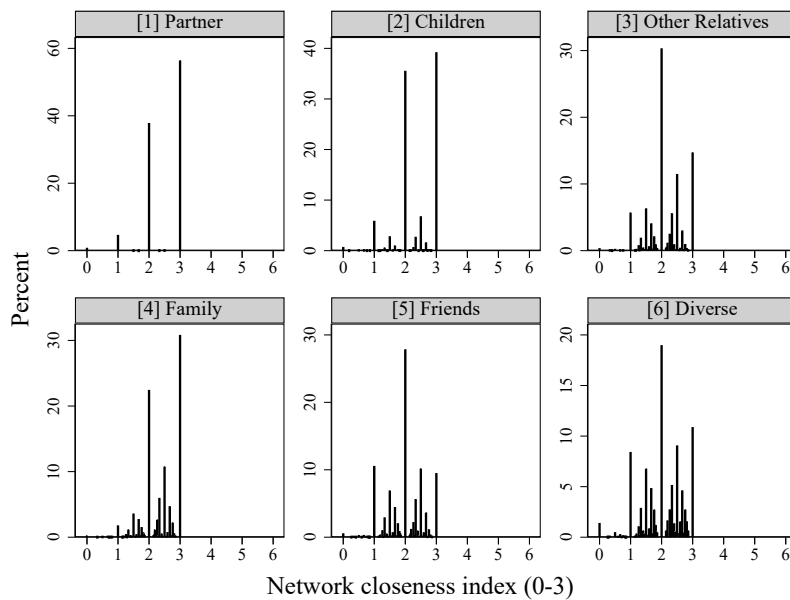 [1] Partner
[2] Children
[3] Other Relatives
60
40
20
0
40
30
20
10
0
30
20
10
0
0 1 2 3 4 5 6
0 1 2 3 4 5 6
0 1 2 3 4 5 6
Percent
[4] Family
[5] Friends
[6] Diverse
30
20
10
0
30
20
10
0
20
15
10
5
0
0 1 2 3 4 5 6
0 1 2 3 4 5 6
0 1 2 3 4 5 6
Network closeness index (0-3)